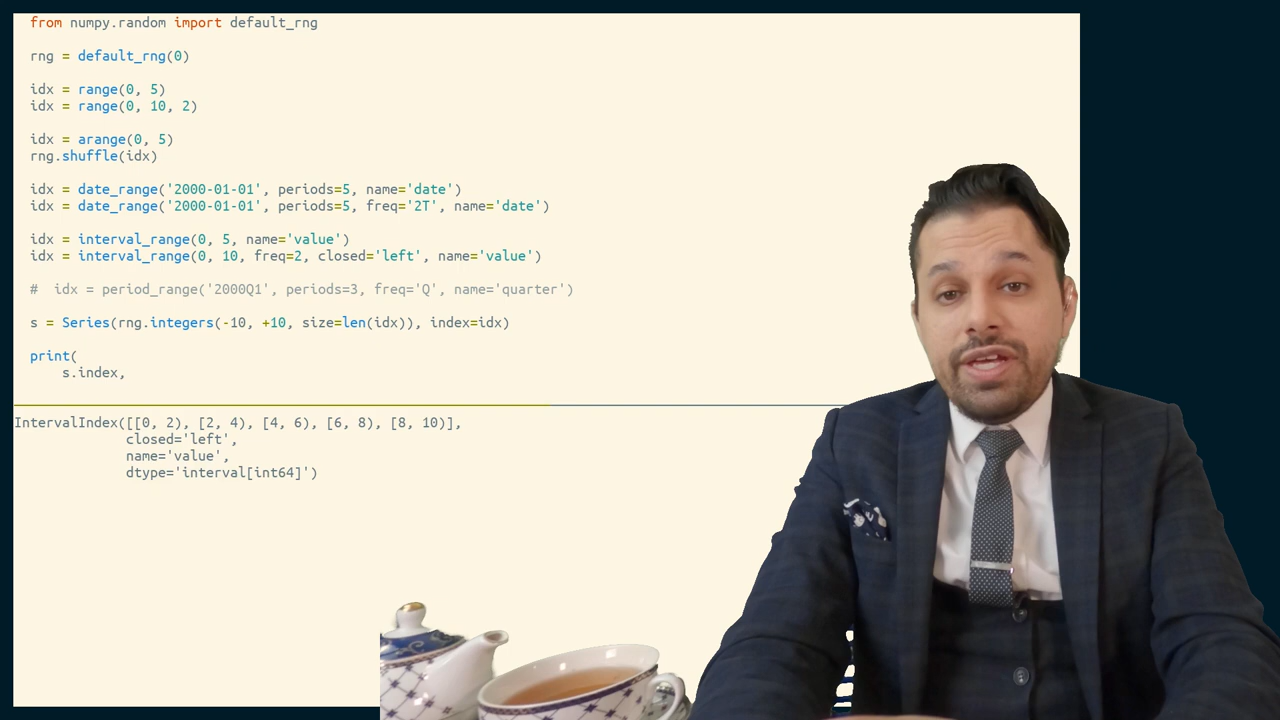 from numpy.random import default_rng
rng = default_rng(0)
idx = range(0, 5)
idx = range(0, 10, 2)
idx = arange(0, 5)
rng.shuffle(idx)
idx = date_range('2000-01-01', periods=5, name='date')
idx = date_range('2000-01-01', periods=5, freq='2T', name='date')
idx = interval_range(0, 5, name='value')
idx = interval_range(0, 10, freq=2, closed='left', name='value')
#  idx = period_range('2000Q1', periods=3, freq='Q', name='quarter')
s = Series(rng.integers(-10, +10, size=len(idx)), index=idx)
print(
    s.index,
IntervalIndex([[0, 2), [2, 4), [4, 6), [6, 8), [8, 10)],
              closed='left',
              name='value',
              dtype='interval[int64]')